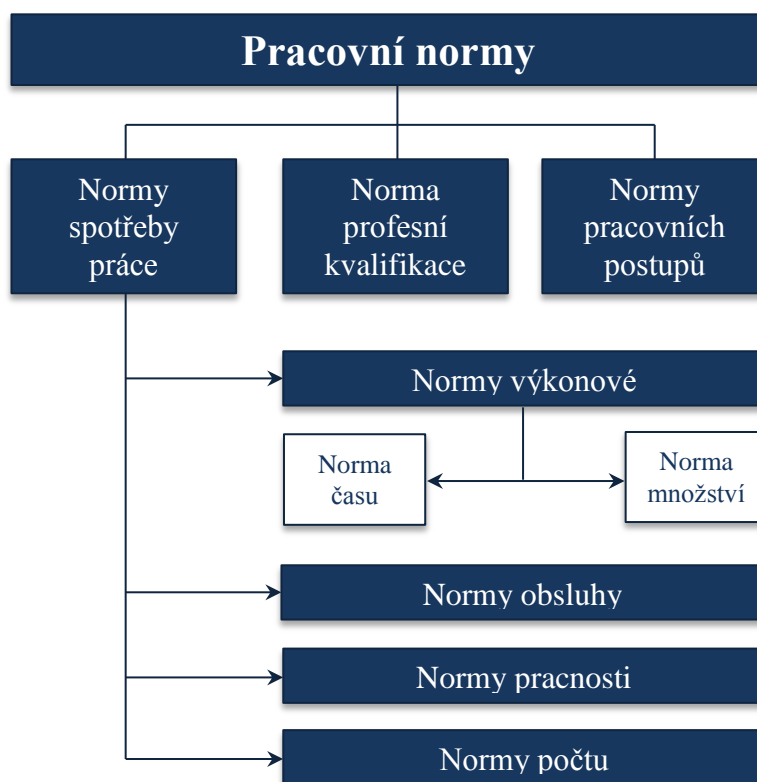 Pracovní normy
Normy
spotřeby
práce
Norma
profesní
kvalifikace
Normy
pracovních
postupů
Normy výkonové
Norma
času
Norma
množství
Normy obsluhy
Normy pracnosti
Normy počtu